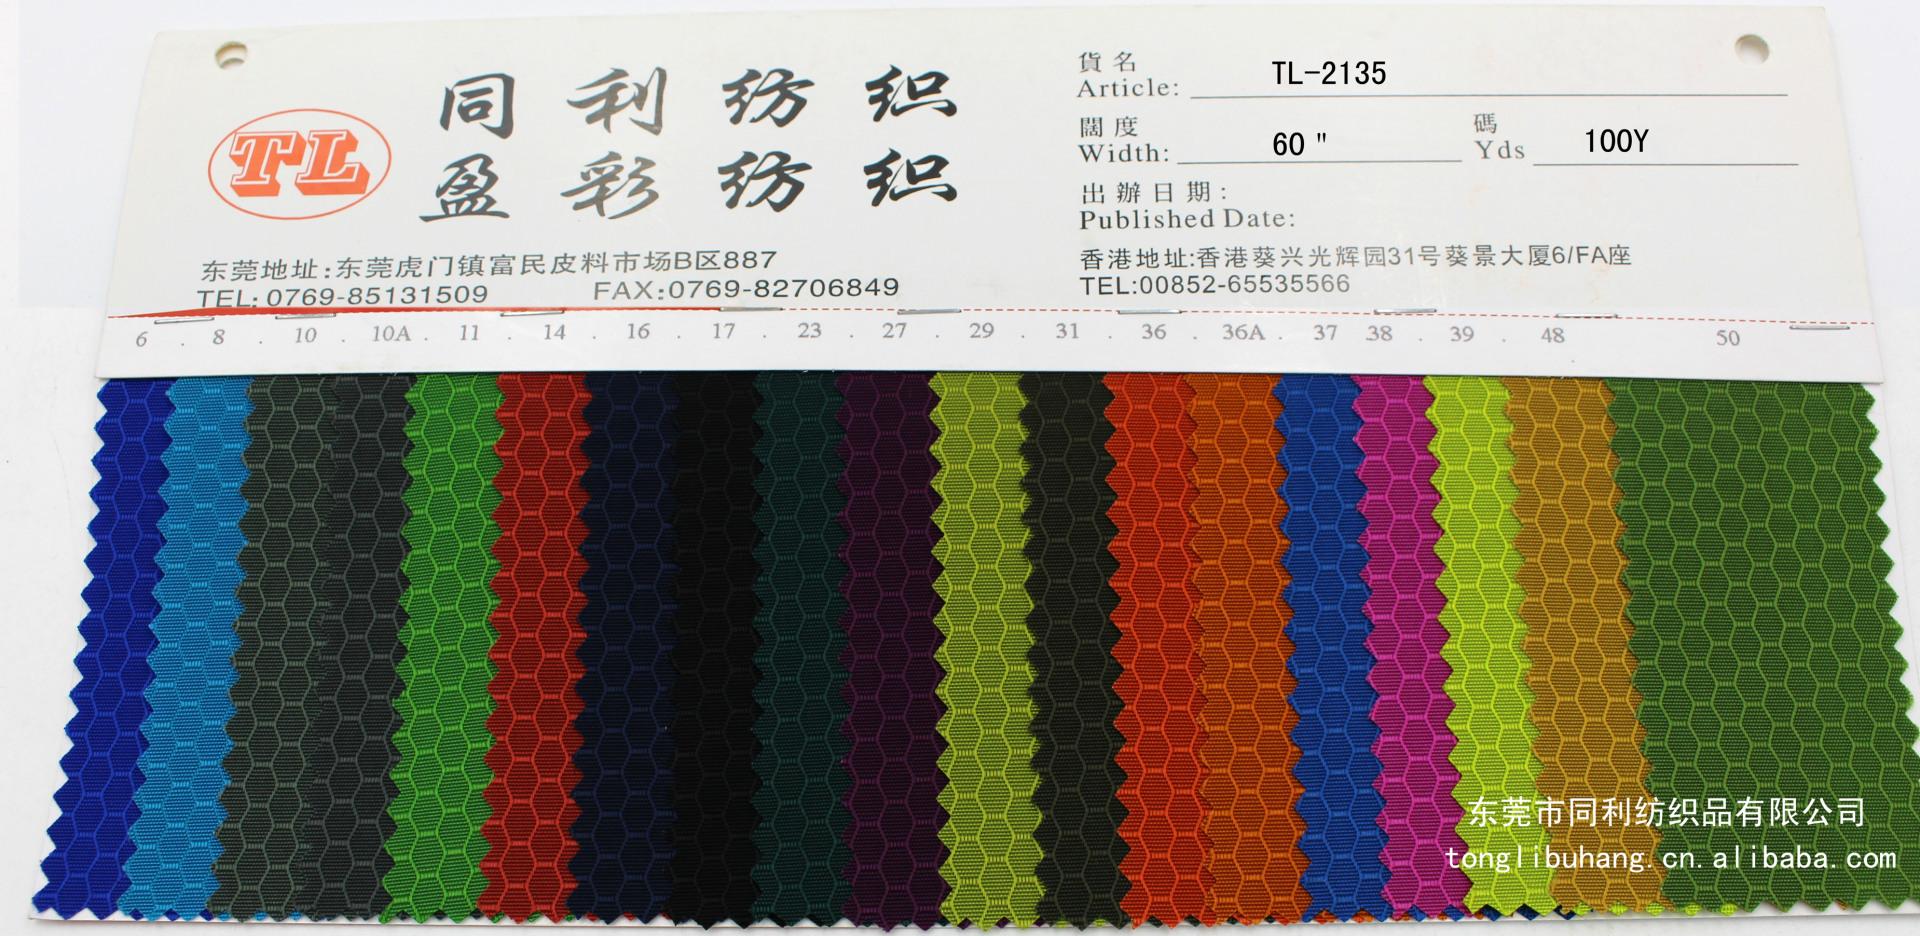 TL
同利纺织
盈彩纺织
东莞地址:东莞虎门镇富民皮料市场B区887
TEL: 0769-85131509 FAX:0769-82706849
貨名
Article: TL-2135
闊度 碼
Width: 60" Yds 100Y
出辦日期:
Published Date:
香港地址:香港葵兴光辉园31号葵景大厦6/FA座
TEL:00852-65535566
6 . 8 . 10 . 10A . 11 . 14 . 16 . 17 . 23 . 27 . 29 . 31 . 36 . 36A . 37 . 38 . 39 . 48 50
东莞市同利纺织品有限公司
tonglibuhang.cn.alibaba.com